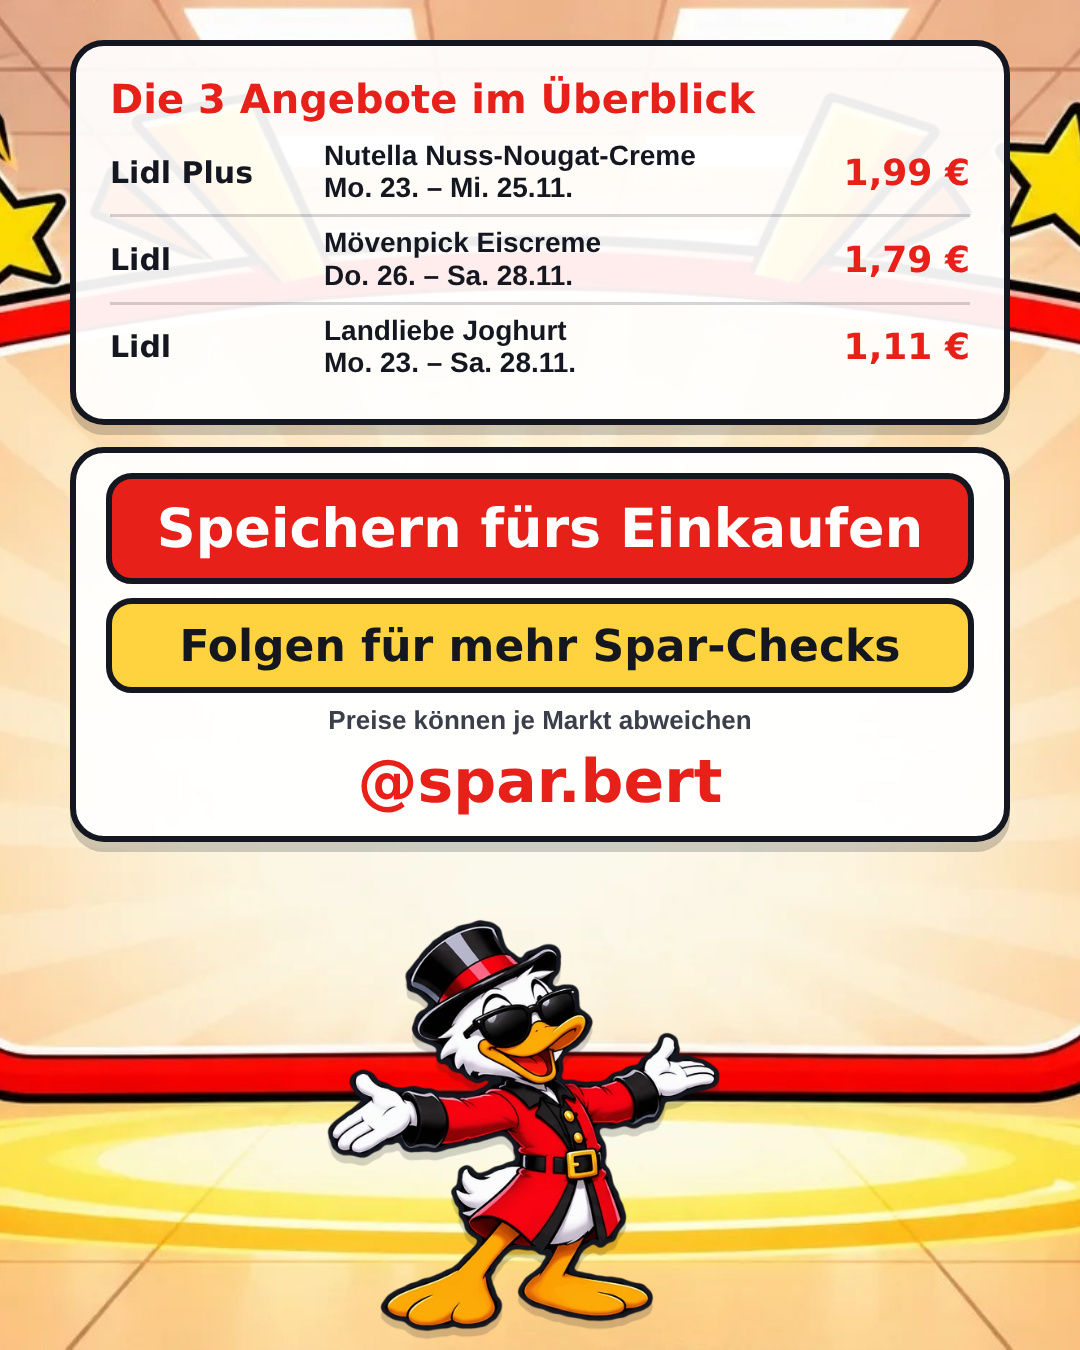 Die 3 Angebote im Überblick
Lidl Plus
Nutella Nuss-Nougat-Creme
Mo. 23. – Mi. 25.11.
1,99 €
Lidl
Mövenpick Eiscreme
Do. 26. – Sa. 28.11.
1,79 €
Lidl
Landliebe Joghurt
Mo. 23. – Sa. 28.11.
1,11 €
Speichern fürs Einkaufen
Folgen für mehr Spar-Checks
Preise können je Markt abweichen
@spar.bert